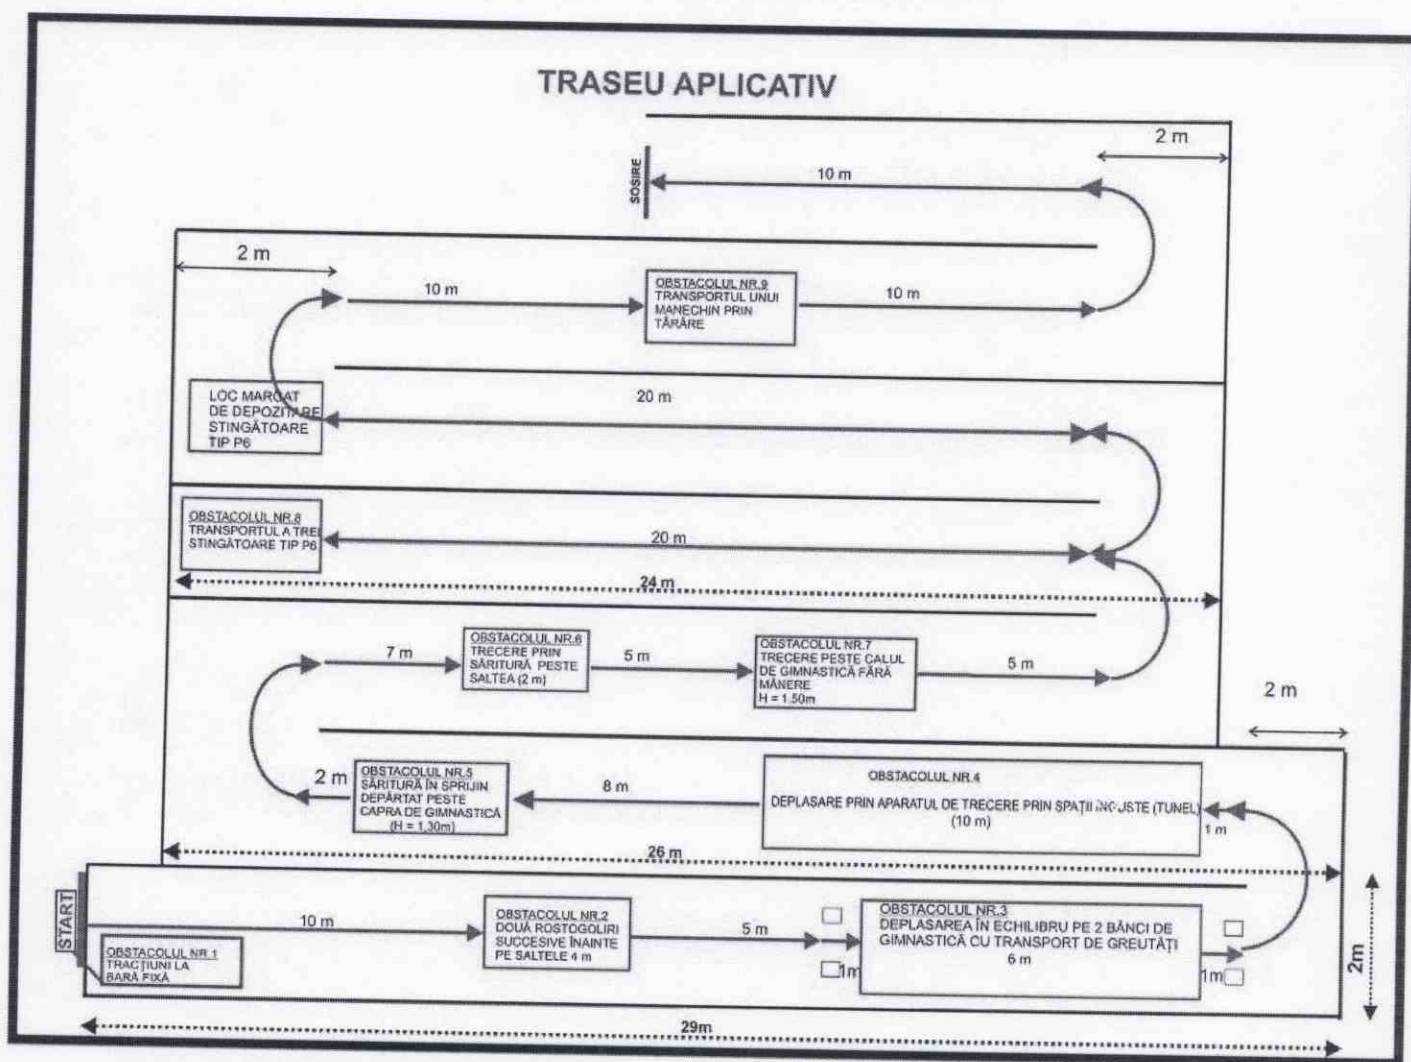 TRASEU APLICATIV
2 m
10 m
SOSIRE
2 m
10 m
OBSTACOLUL NR.9
TRANSPORTUL UNUI
MANECHIN PRIN
TÂRÂRE
10 m
LOC MARCAT
DE DEPOZITARE
STINGĂTOARE
TIP P6
20 m
OBSTACOLUL NR.8
TRANSPORTUL A TREI
STINGĂTOARE TIP P6
20 m
24 m
7 m
OBSTACOLUL NR.6
TRECERE PRIN
SĂRITURĂ PESTE
SALTEA (2 m)
5 m
OBSTACOLUL NR.7
TRECERE PESTE CALUL
DE GIMNASTICĂ FĂRĂ
MÂNERE
H = 1.50m
5 m
2 m
2 m
OBSTACOLUL NR.5
SĂRITURĂ ÎN SPRIJIN
DEPĂRTAT PESTE
CAPRA DE GIMNASTICĂ
(H = 1,30m)
8 m
OBSTACOLUL NR.4
DEPLASARE PRIN APARATUL DE TRECERE PRIN SPAȚII ÎNGUSTE (TUNEL)
(10 m)
1 m
26 m
START
10 m
OBSTACOLUL NR.1
TRACȚIUNI LA
BARĂ FIXĂ
OBSTACOLUL NR.2
DOUĂ ROSTOGOLIRI
SUCCESIVE ÎNAINTE
PE SALTELE 4 m
5 m
1m
OBSTACOLUL NR.3
DEPLASAREA ÎN ECHILIBRU PE 2 BĂNCI DE
GIMNASTICĂ CU TRANSPORT DE GREUTĂȚI
6 m
1m
2m
29m